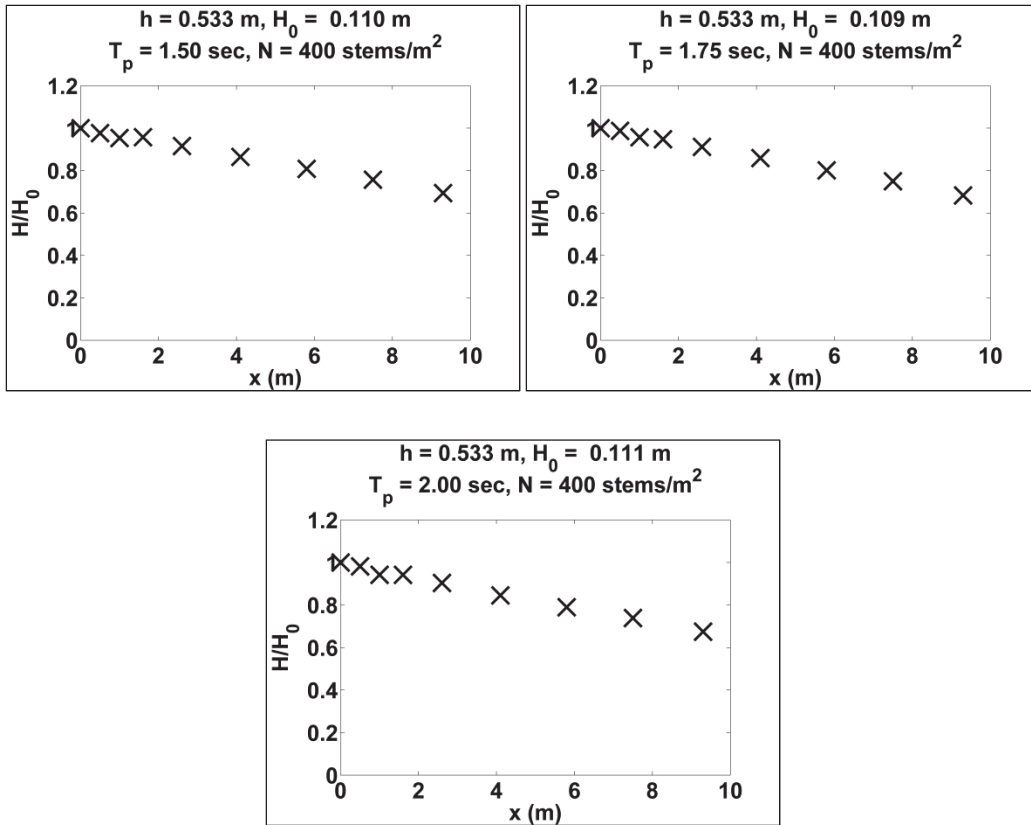 h = 0.533 m, H0 = 0.110 m
Tp = 1.50 sec, N = 400 stems/m²
1.2
1
0.8
0.6
0.4
0.2
0
H/H0
0 2 4 6 8 10
x (m)
h = 0.533 m, H0 = 0.109 m
Tp = 1.75 sec, N = 400 stems/m²
1.2
1
0.8
0.6
0.4
0.2
0
H/H0
0 2 4 6 8 10
x (m)
h = 0.533 m, H0 = 0.111 m
Tp = 2.00 sec, N = 400 stems/m²
1.2
1
0.8
0.6
0.4
0.2
0
H/H0
0 2 4 6 8 10
x (m)